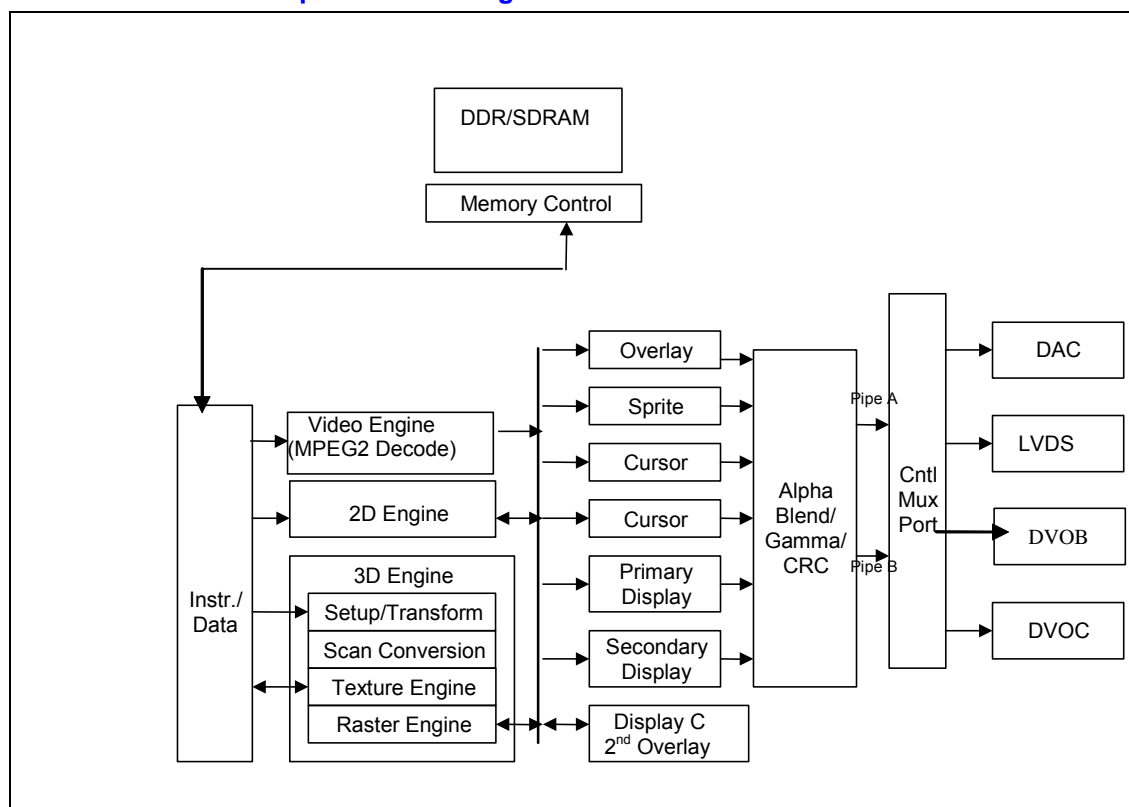 DDR/SDRAM
Memory Control
Overlay
DAC
Sprite
Pipe A
Video Engine
(MPEG2 Decode)
Cursor
LVDS
Cntl
Mux
Port
Alpha
Blend/
Gamma/
CRC
2D Engine
Cursor
DVOB
Pipe B
3D Engine
Primary
Display
Instr./
Data
Setup/Transform
DVOC
Scan Conversion
Secondary
Display
Texture Engine
Raster Engine
Display C
2nd Overlay